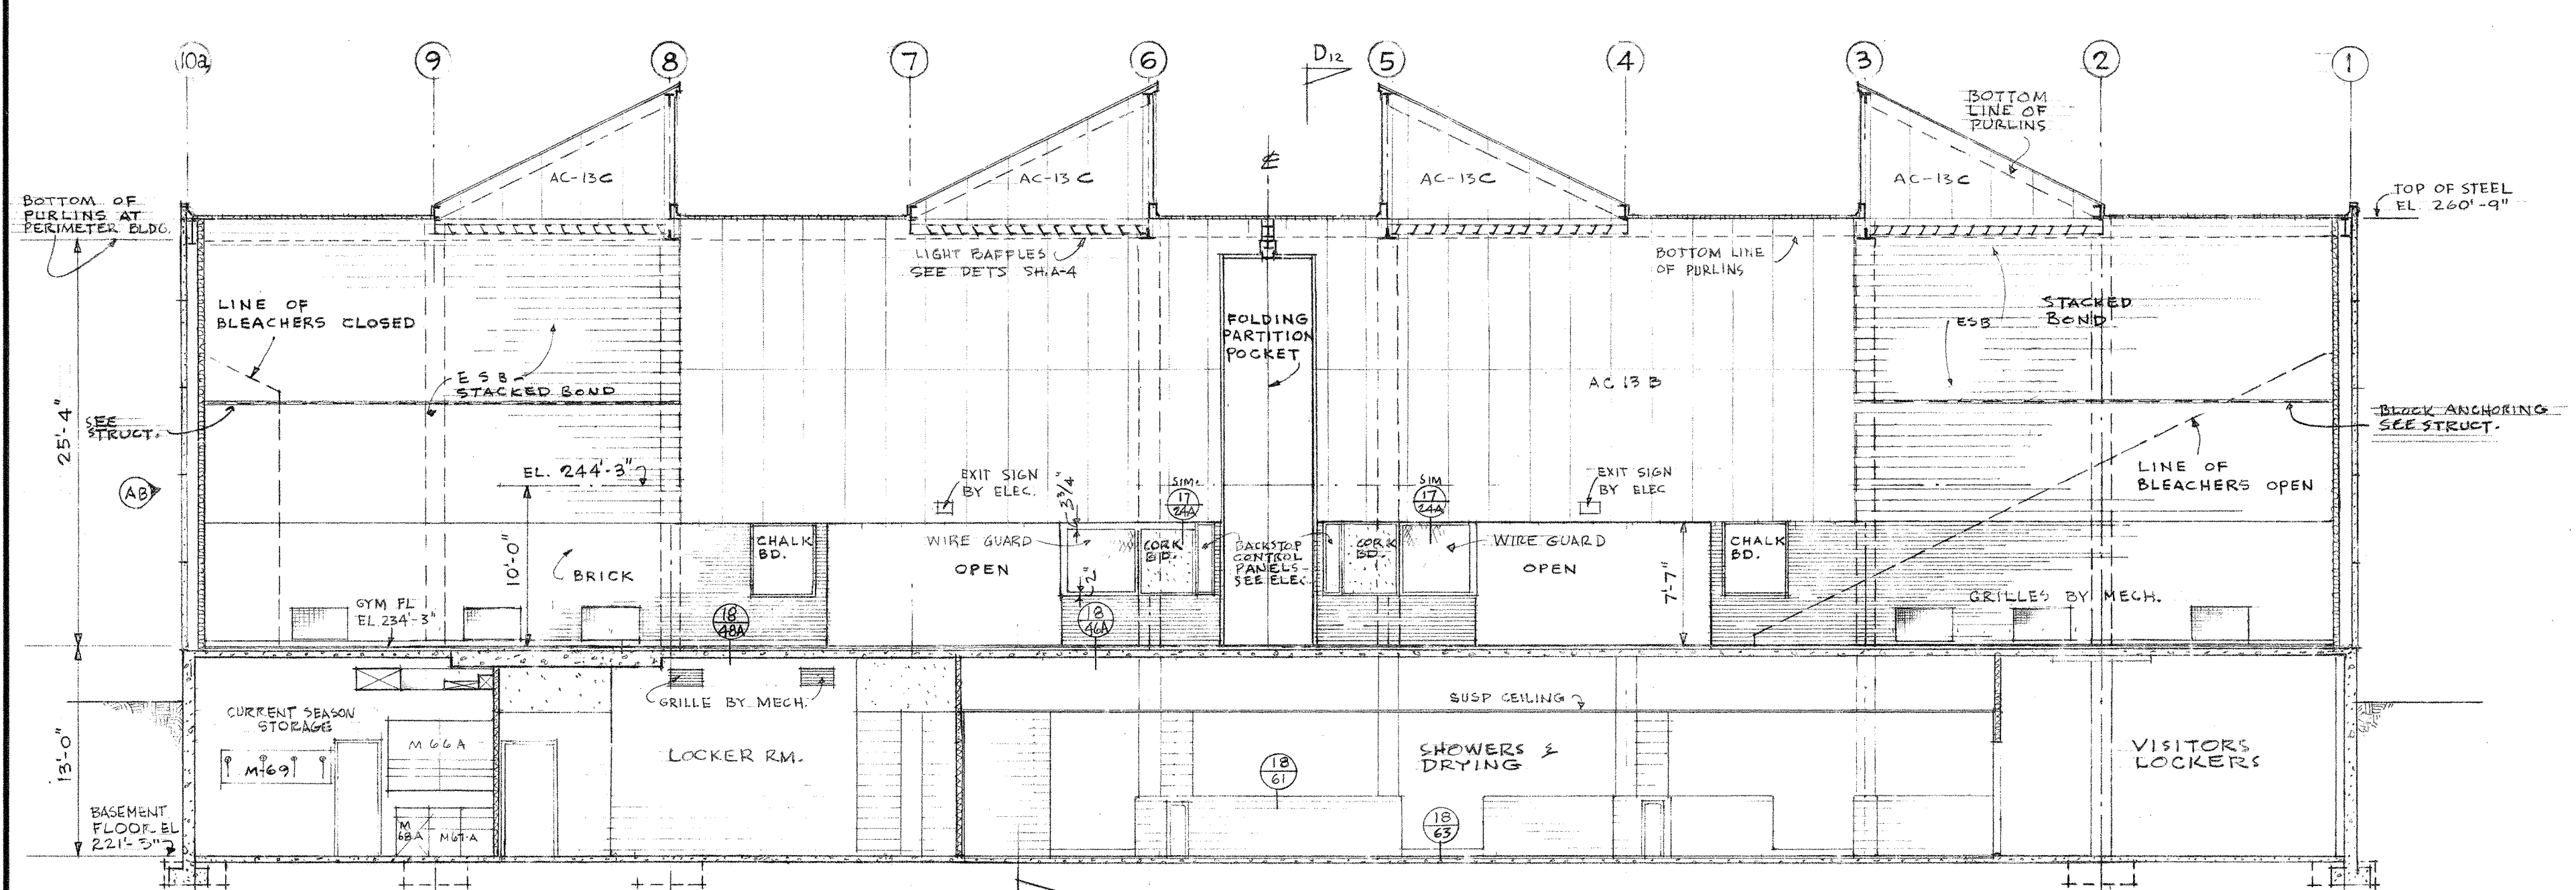 10a
9
8
7
6
D12
5
4
3
2
1
AC-13C
AC-13C
AC-13C
AC-13C
BOTTOM
LINE OF
PURLINS
BOTTOM OF
PURLINS AT
PERIMETER BLDG.
TOP OF STEEL
EL. 260'-9"
LIGHT BAFFLES
SEE DETS SH.A-4
BOTTOM LINE
OF PURLINS
LINE OF
BLEACHERS CLOSED
FOLDING
PARTITION
POCKET
STACKED
BOND
ESB
ESB-
STACKED BOND
AC 13 B
25'-4"
SEE
STRUCT.
BLOCK ANCHORING
SEE STRUCT.
AB
EL. 244'-3"
EXIT SIGN
BY ELEC.
3 3/4"
SIM.
17
24A
SIM
17
24A
EXIT SIGN
BY ELEC
LINE OF
BLEACHERS OPEN
10'-0"
BRICK
CHALK
BD.
WIRE GUARD
OPEN
CORK
BD.
BACKSTOP
CONTROL
PANELS-
SEE ELEC.
CORK
BD.
WIRE GUARD
OPEN
7'-7"
CHALK
BD.
2"
GYM FL
EL. 234'-3"
18
48A
18
46A
GRILLES BY MECH.
13'-0"
CURRENT SEASON
STORAGE
GRILLE BY MECH.
SUSP CEILING
M-69
M66A
LOCKER RM.
18
61
SHOWERS &
DRYING
VISITORS
LOCKERS
BASEMENT
FLOOR EL
221'-3"
M
68A
M67A
18
63